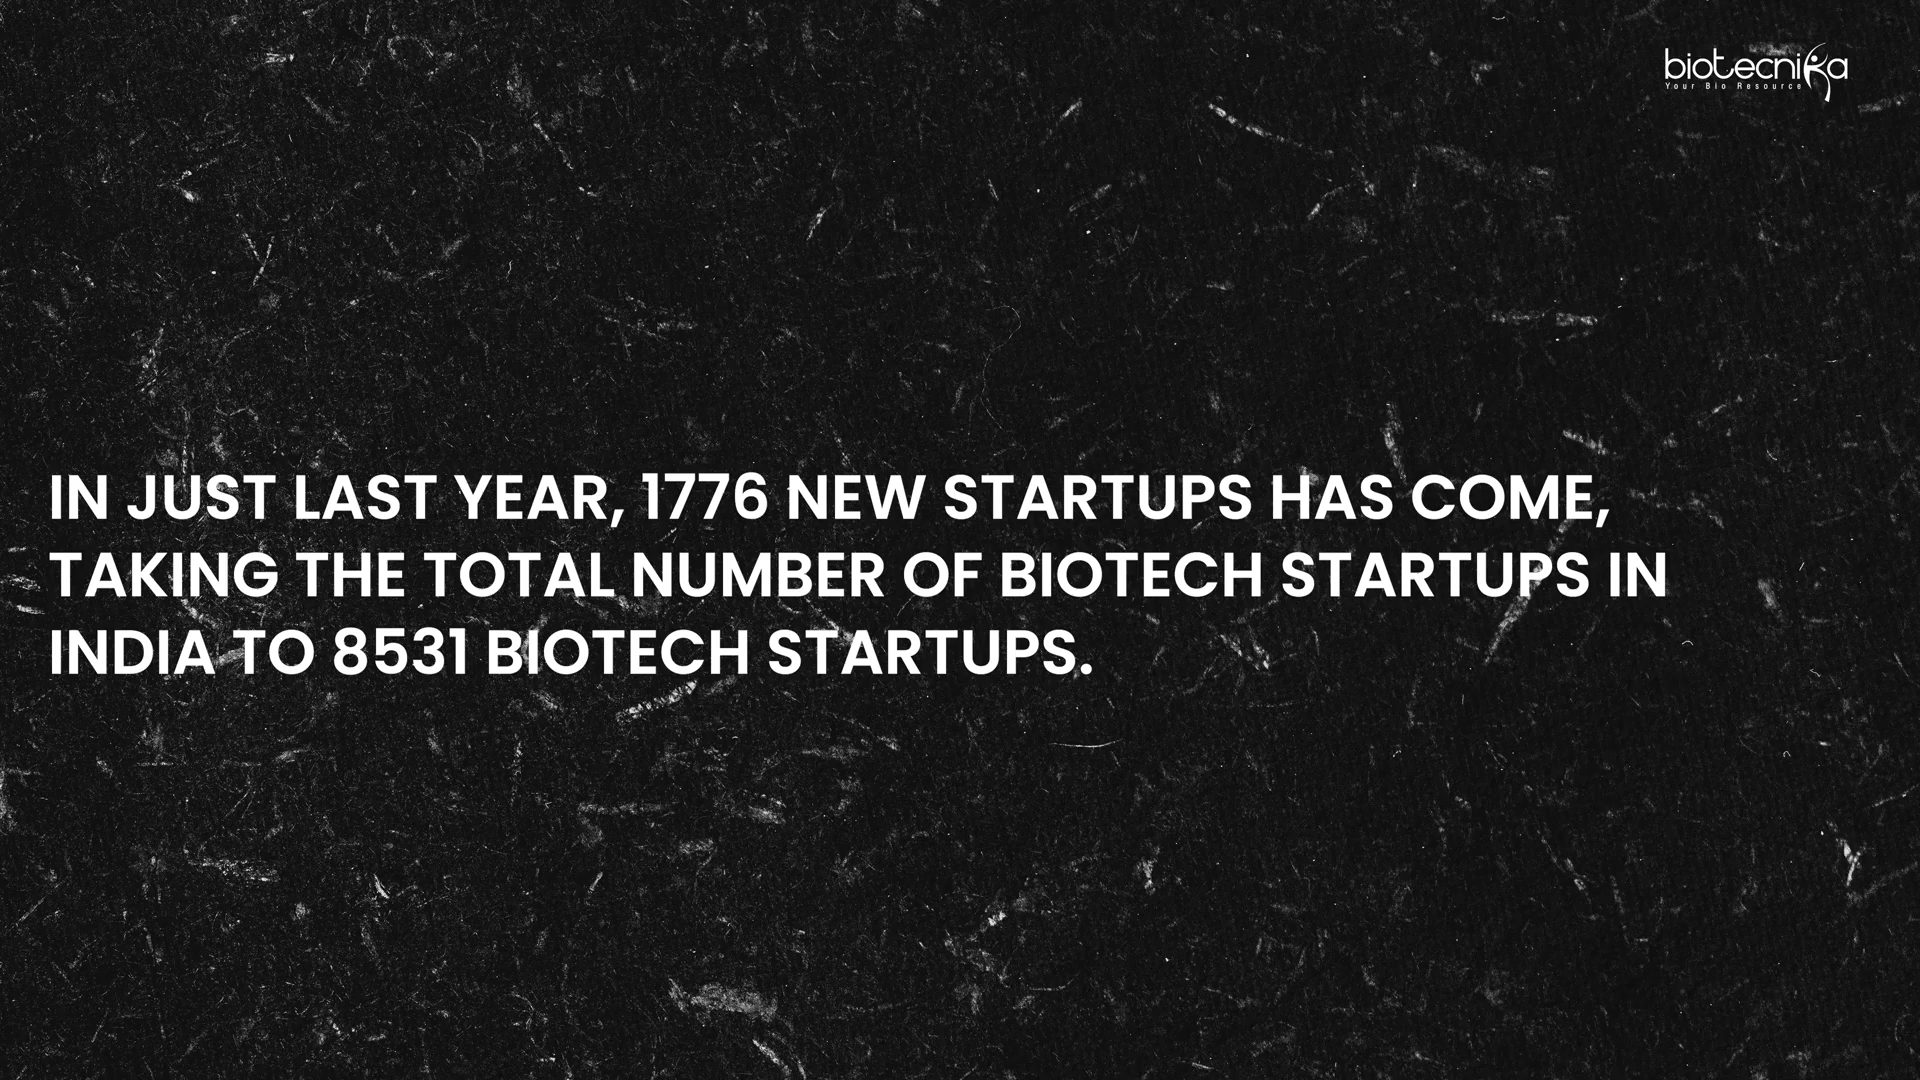 biotecnika
Your Bio Resource
IN JUST LAST YEAR, 1776 NEW STARTUPS HAS COME,
TAKING THE TOTAL NUMBER OF BIOTECH STARTUPS IN
INDIA TO 8531 BIOTECH STARTUPS.